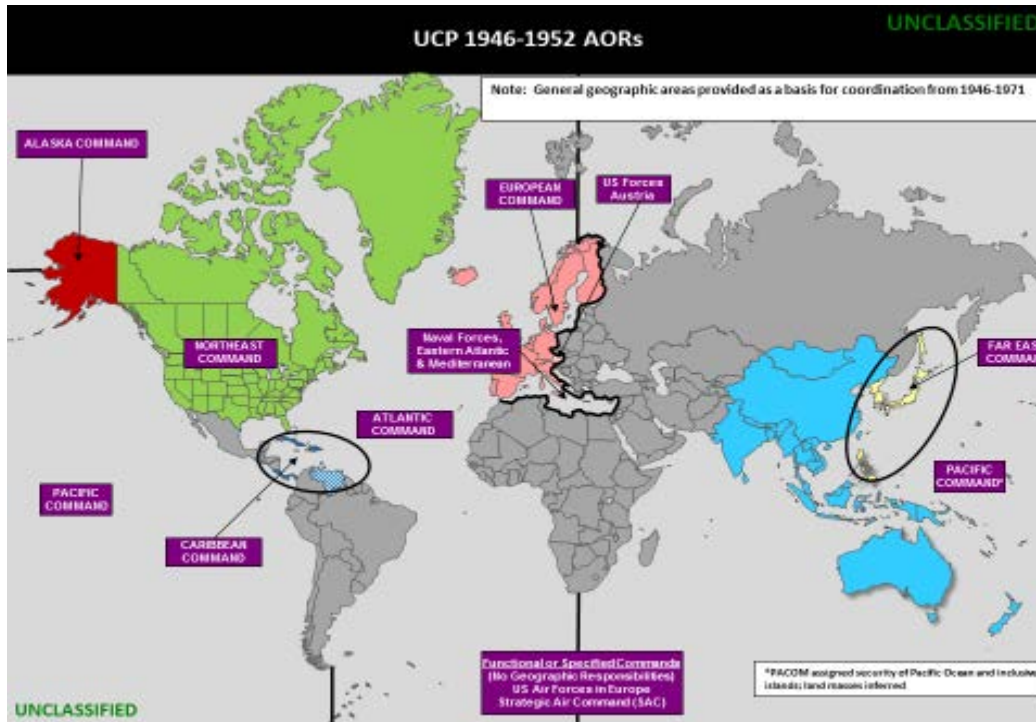 UNCLASSIFIED
UCP 1946-1952 AORs
Note: General geographic areas provided as a basis for coordination from 1946-1971
ALASKA COMMAND
EUROPEAN
COMMAND
US Forces
Austria
NORTHEAST
COMMAND
Naval Forces,
Eastern Atlantic
& Mediterranean
FAR EAS
COMMA
ATLANTIC
COMMAND
PACIFIC
COMMAND
PACIFIC
COMMAND*
CARIBBEAN
COMMAND
Functional or Specified Commands
(No Geographic Responsibilities)
US Air Forces in Europe
Strategic Air Command (SAC)
*PACOM assigned security of Pacific Ocean and inclusive
islands; land masses inferred
UNCLASSIFIED